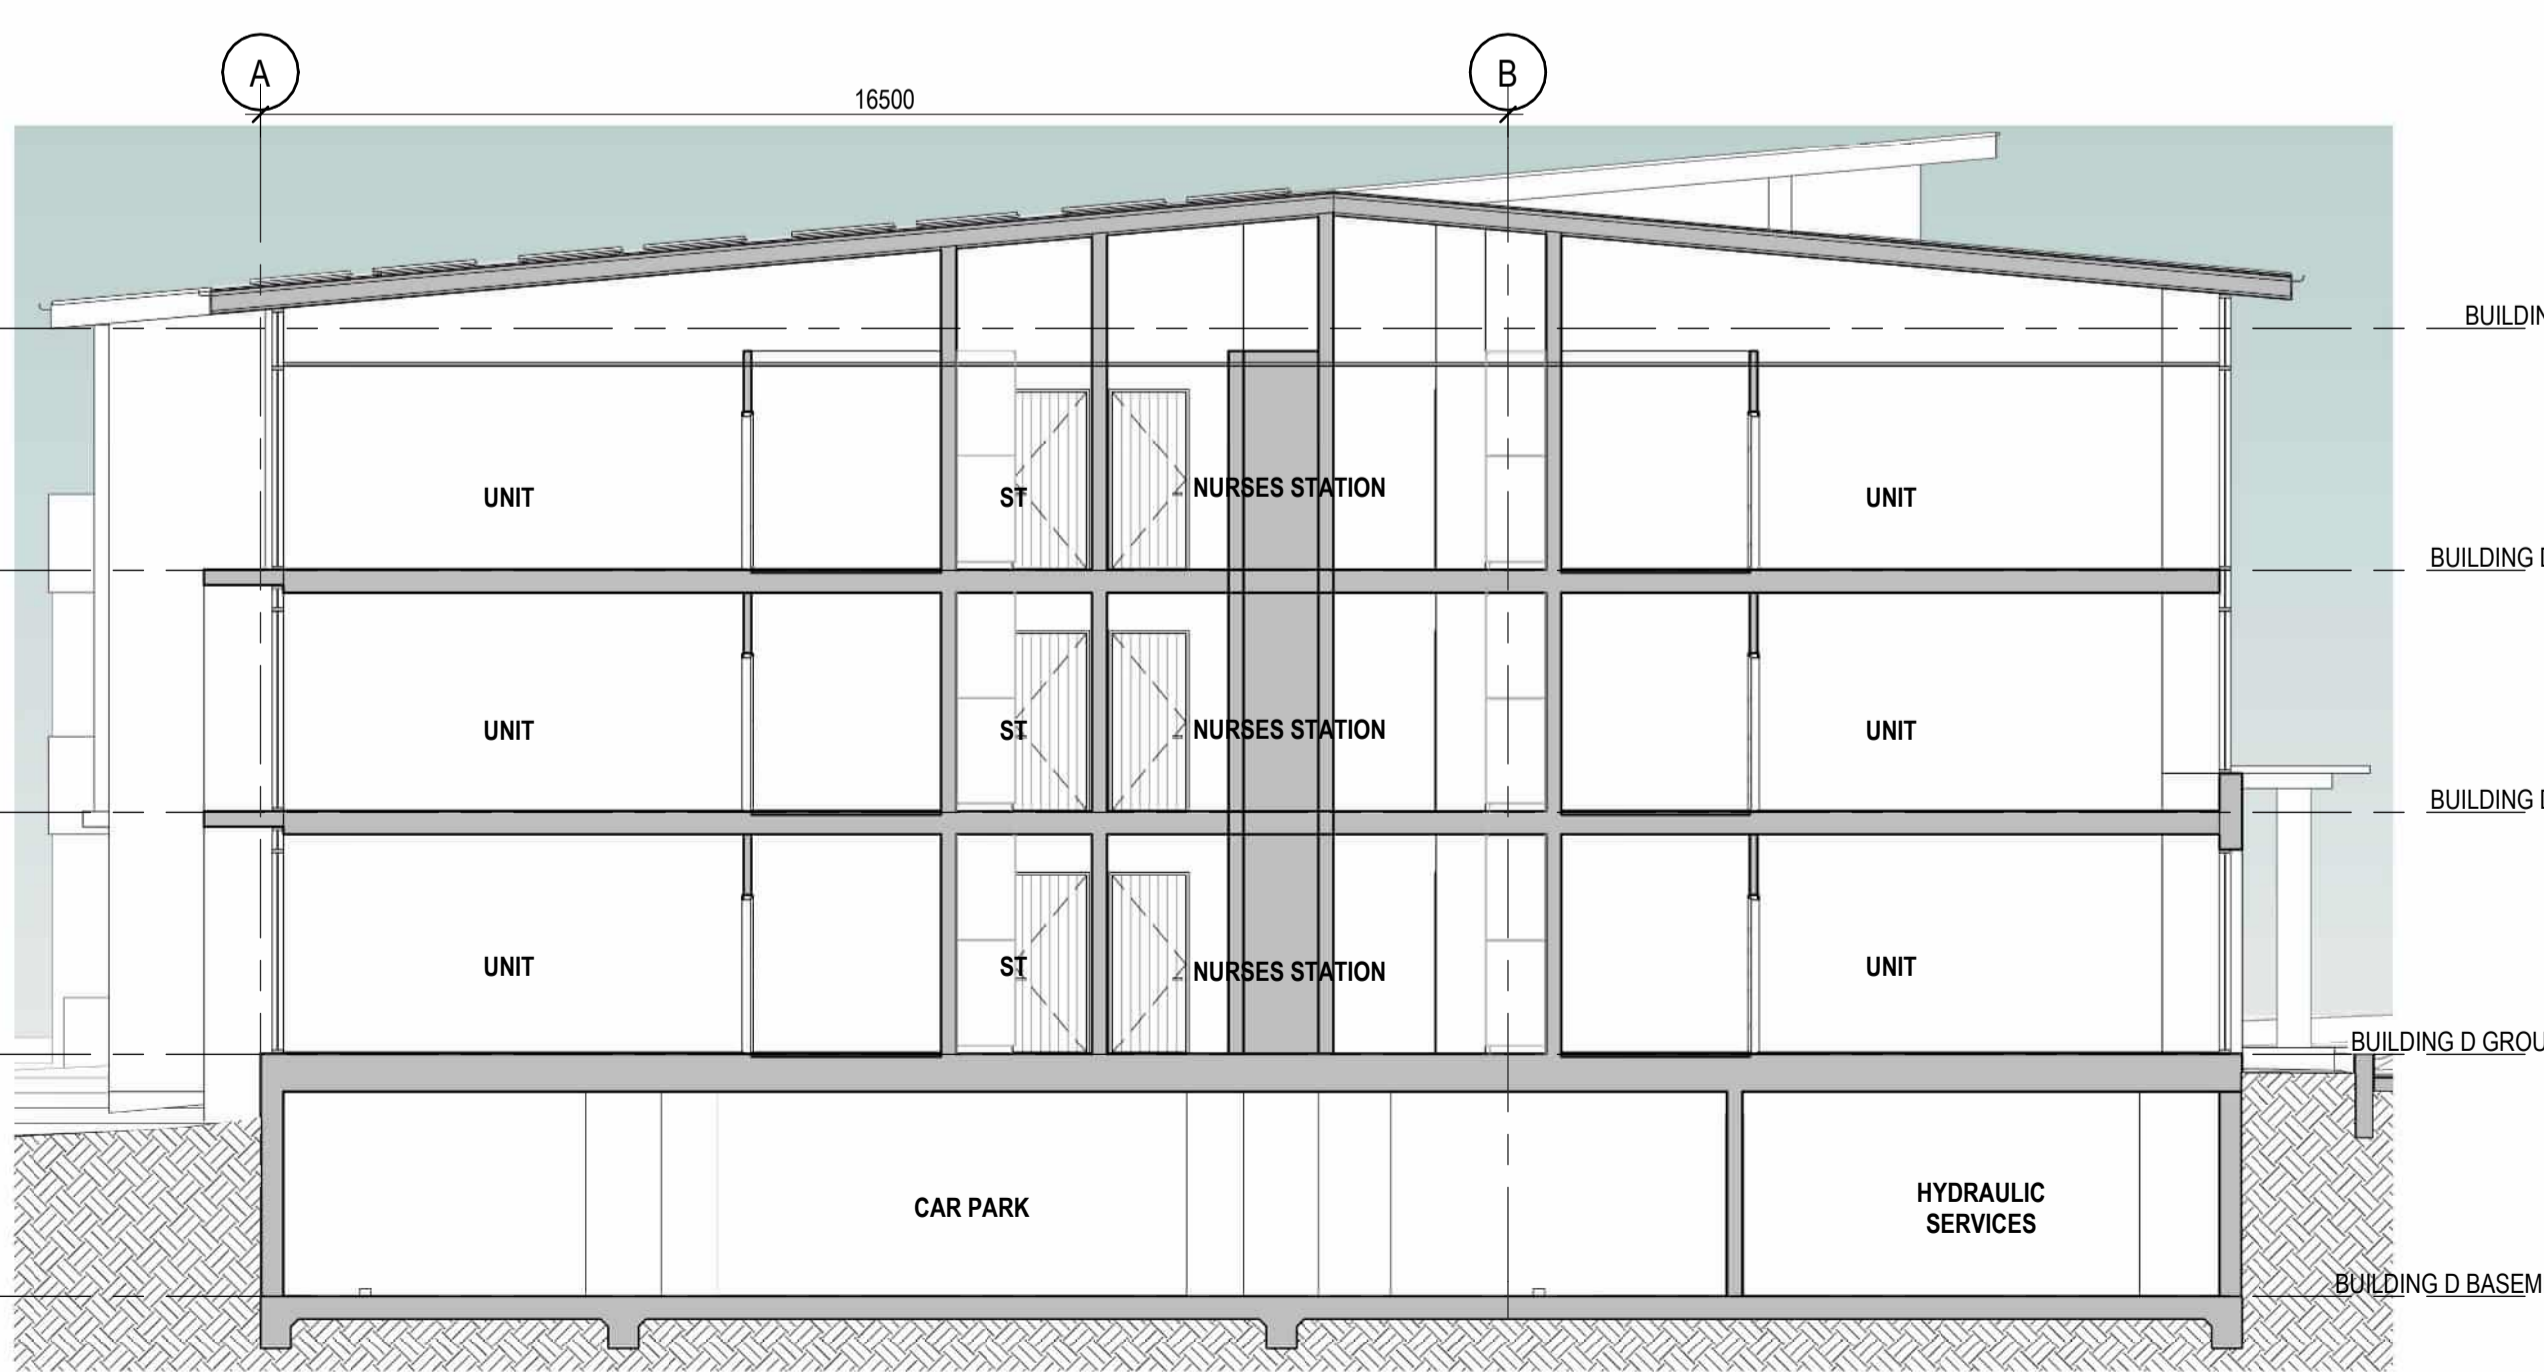 A
B
16500
BUILDIN
UNIT
ST
NURSES STATION
UNIT
BUILDING D
UNIT
ST
NURSES STATION
UNIT
BUILDING D
UNIT
ST
NURSES STATION
UNIT
BUILDING D GROU
CAR PARK
HYDRAULIC
SERVICES
BUILDING D BASEM